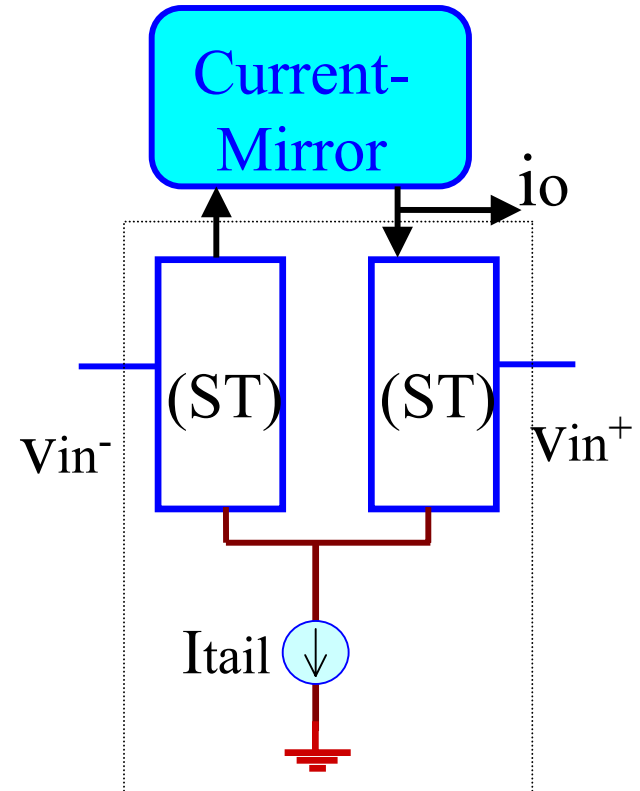 Current-
Mirror
io
(ST)
(ST)
vin-
vin+
Itail